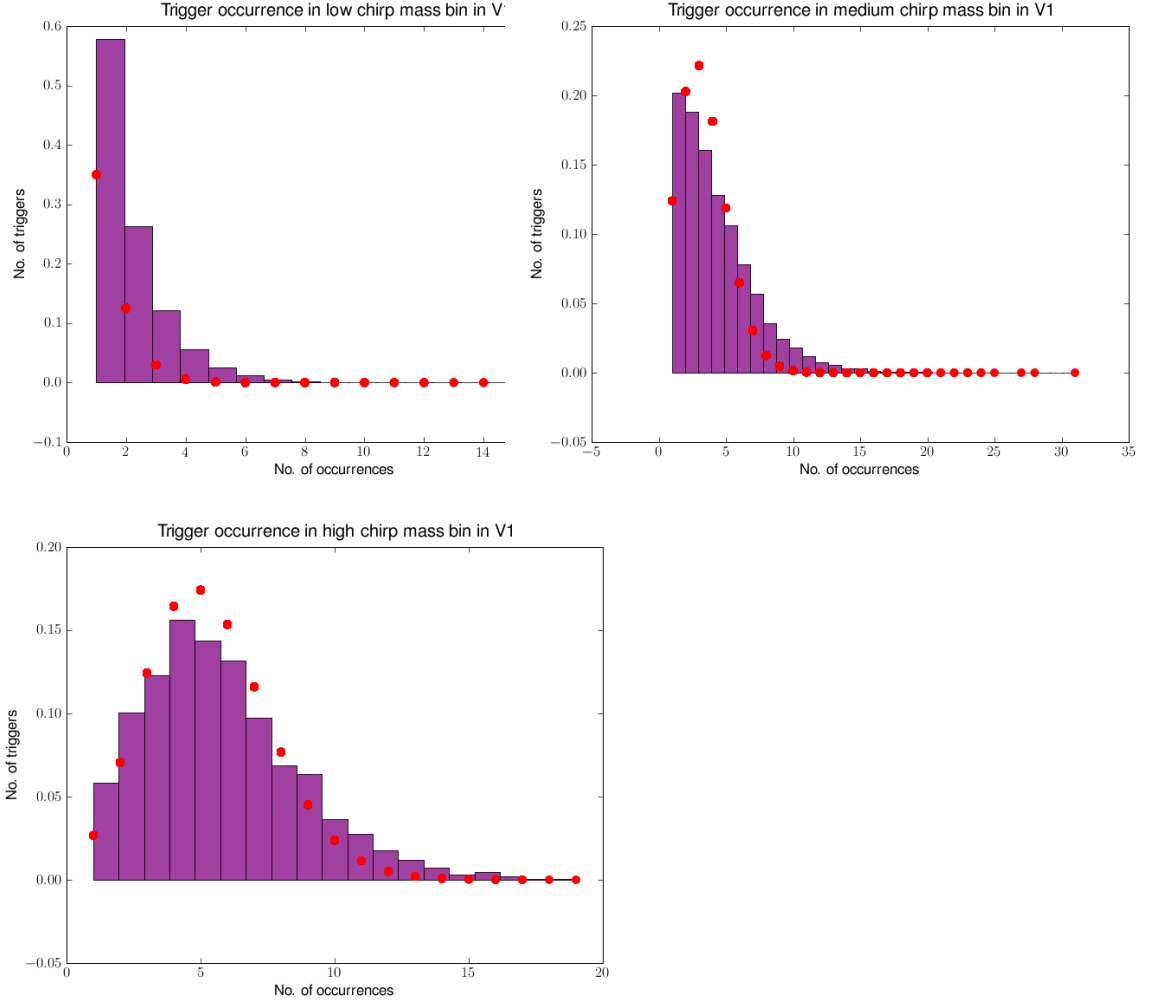 Trigger occurrence in low chirp mass bin in V
0.6
0.5
0.4
0.3
0.2
0.1
0.0
−0.1
No. of triggers
0 2 4 6 8 10 12 14
No. of occurrences
Trigger occurrence in medium chirp mass bin in V1
0.25
0.20
0.15
0.10
0.05
0.00
−0.05
No. of triggers
−5 0 5 10 15 20 25 30 35
No. of occurrences
Trigger occurrence in high chirp mass bin in V1
0.20
0.15
0.10
0.05
0.00
−0.05
No. of triggers
0 5 10 15 20
No. of occurrences